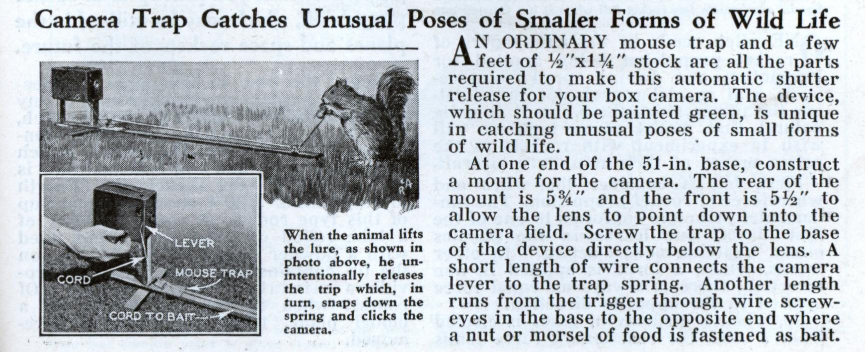 Camera Trap Catches Unusual Poses of Smaller Forms of Wild Life
AN ORDINARY mouse trap and a few
feet of ½"x1¼" stock are all the parts
required to make this automatic shutter
release for your box camera. The device,
which should be painted green, is unique
in catching unusual poses of small forms
of wild life.
At one end of the 51-in. base, construct
a mount for the camera. The rear of the
mount is 5¾" and the front is 5½" to
allow the lens to point down into the
camera field. Screw the trap to the base
of the device directly below the lens. A
short length of wire connects the camera
lever to the trap spring. Another length
runs from the trigger through wire screw-
eyes in the base to the opposite end where
a nut or morsel of food is fastened as bait.
LEVER
CORD
MOUSE TRAP
CORD TO BAIT
When the animal lifts
the lure, as shown in
photo above, he un-
intentionally releases
the trip which, in
turn, snaps down the
spring and clicks the
camera.